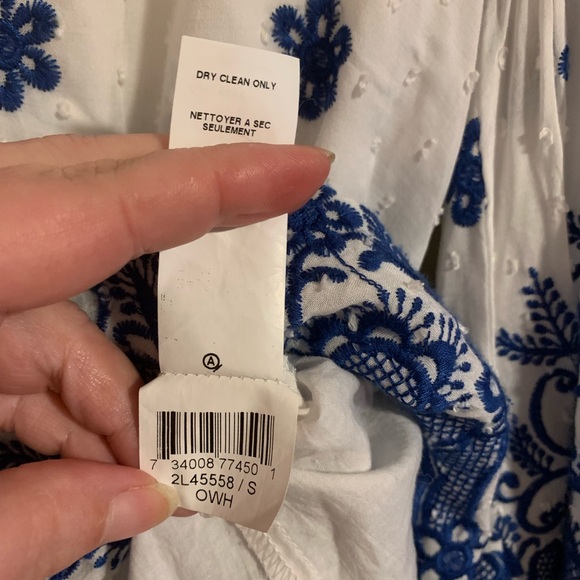 DRY CLEAN ONLY
NETTOYER A SEC
SEULEMENT
A
7 34008 77450 1
2L45558 / S
OWH